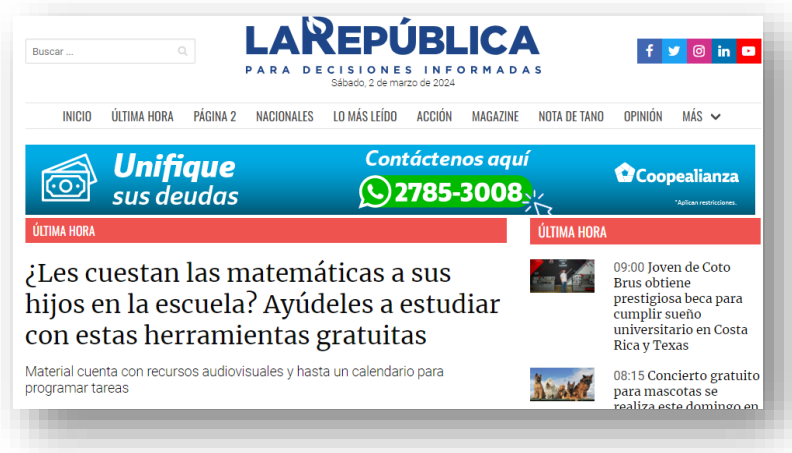 Buscar ...
LAREPÚBLICA
PARA DECISIONES INFORMADAS
Sábado, 2 de marzo de 2024
INICIO ÚLTIMA HORA PÁGINA 2 NACIONALES LO MÁS LEÍDO ACCIÓN MAGAZINE NOTA DE TANO OPINIÓN MÁS
Unifique
sus deudas
Contáctenos aquí
2785-3008
Coopealianza
*Aplican restricciones.
ÚLTIMA HORA
¿Les cuestan las matemáticas a sus
hijos en la escuela? Ayúdeles a estudiar
con estas herramientas gratuitas
Material cuenta con recursos audiovisuales y hasta un calendario para
programar tareas
ÚLTIMA HORA
09:00 Joven de Coto
Brus obtiene
prestigiosa beca para
cumplir sueño
universitario en Costa
Rica y Texas
08:15 Concierto gratuito
para mascotas se
realiza este domingo en